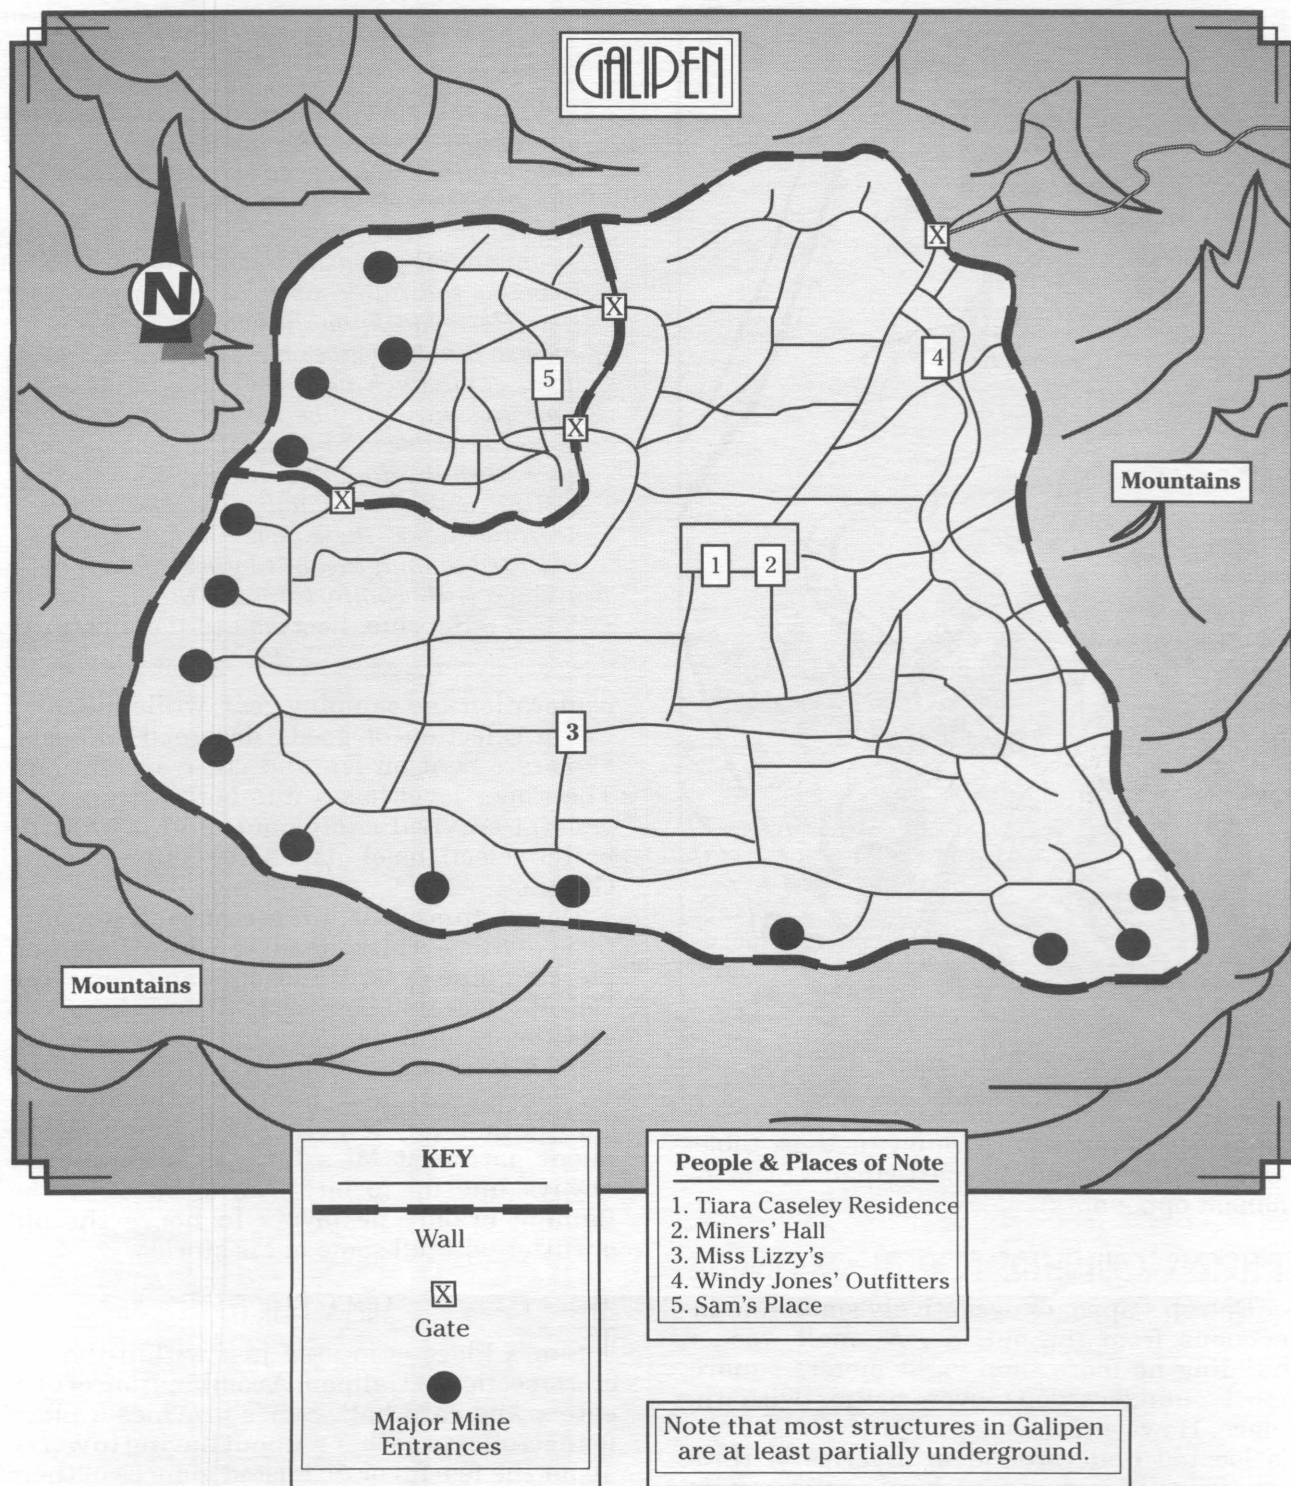 GALIPEN
N
X
X
5
4
X
X
Mountains
1
2
3
Mountains
KEY
Wall
X
Gate
Major Mine
Entrances
People & Places of Note
1. Tiara Caseley Residence
2. Miners' Hall
3. Miss Lizzy's
4. Windy Jones' Outfitters
5. Sam's Place
Note that most structures in Galipen
are at least partially underground.